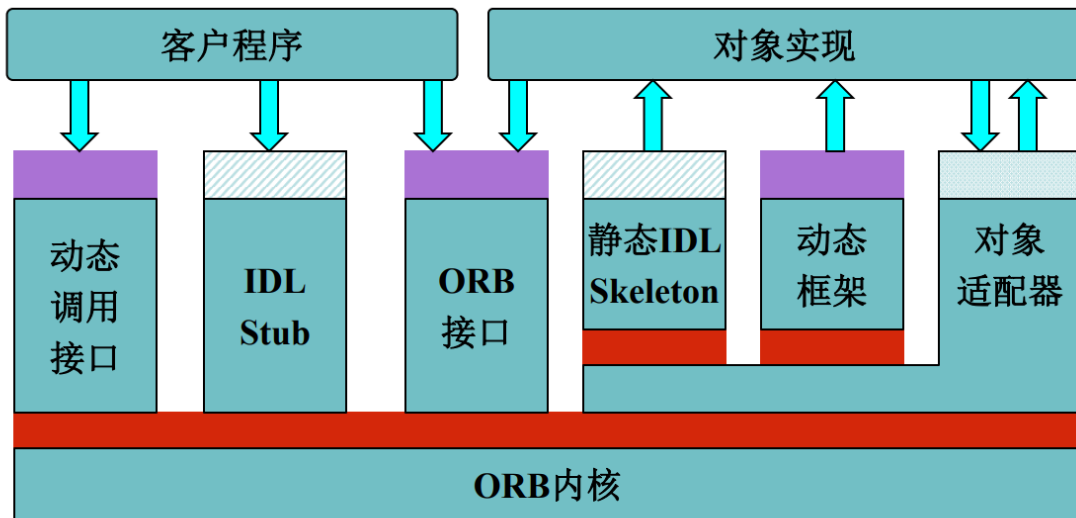 客户程序
对象实现
动态
调用
接口
IDL
Stub
ORB
接口
静态IDL
Skeleton
动态
框架
对象
适配器
ORB内核